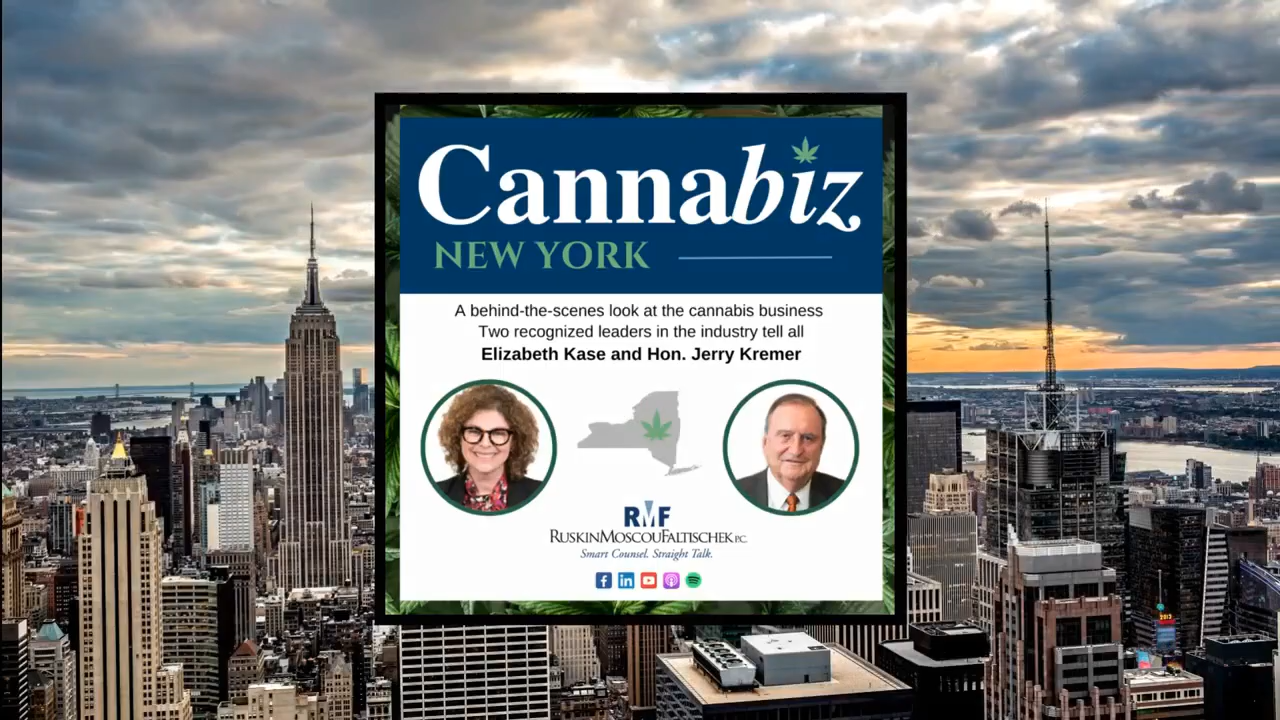 Cannabiz
NEW YORK
A behind-the-scenes look at the cannabis business
Two recognized leaders in the industry tell all
Elizabeth Kase and Hon. Jerry Kremer
RMF
RUSKINMOSCOUFALTISCHEK P.C.
Smart Counsel. Straight Talk.